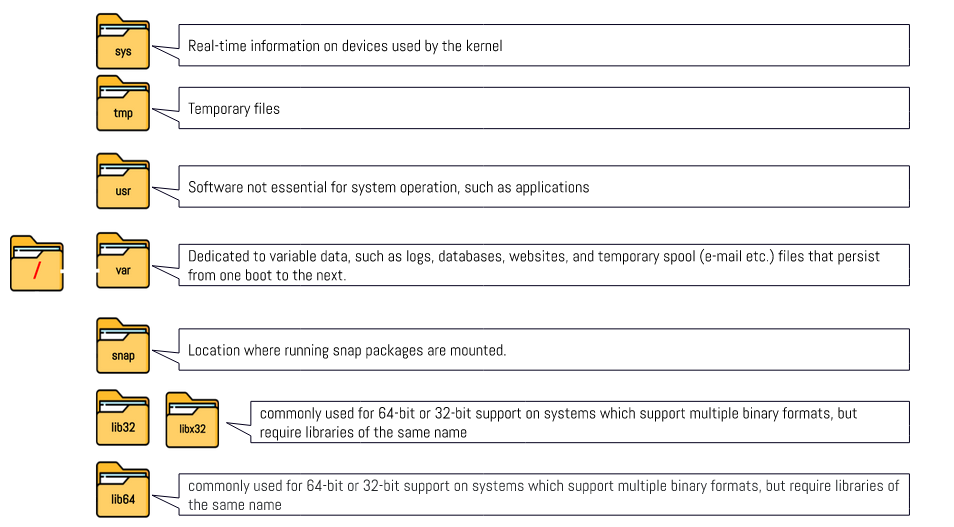 sys
Real-time information on devices used by the kernel
tmp
Temporary files
usr
Software not essential for system operation, such as applications
/
var
Dedicated to variable data, such as logs, databases, websites, and temporary spool (e-mail etc.) files that persist
from one boot to the next.
snap
Location where running snap packages are mounted.
lib32
libx32
commonly used for 64-bit or 32-bit support on systems which support multiple binary formats, but
require libraries of the same name
lib64
commonly used for 64-bit or 32-bit support on systems which support multiple binary formats, but require libraries of
the same name